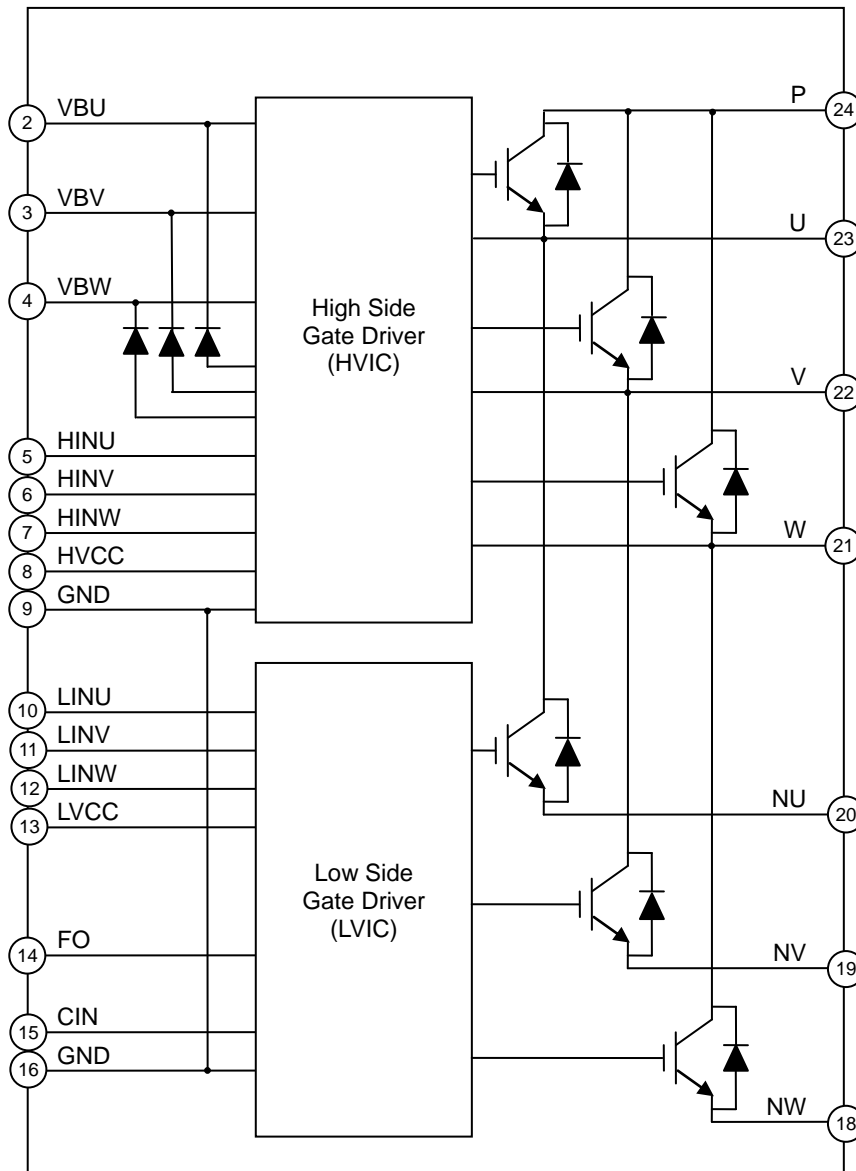 2 VBU
3 VBV
4 VBW
5 HINU
6 HINV
7 HINW
8 HVCC
9 GND
10 LINU
11 LINV
12 LINW
13 LVCC
14 FO
15 CIN
16 GND
High Side
Gate Driver
(HVIC)
Low Side
Gate Driver
(LVIC)
P 24
U 23
V 22
W 21
NU 20
NV 19
NW 18